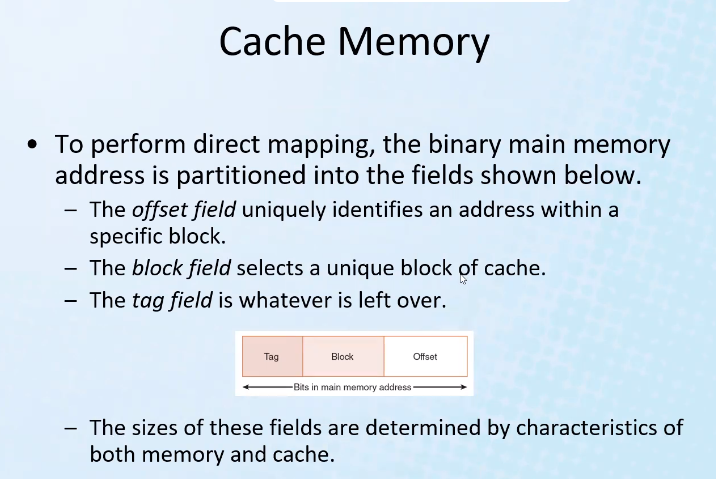 Cache Memory
• To perform direct mapping, the binary main memory
address is partitioned into the fields shown below.
– The offset field uniquely identifies an address within a
specific block.
– The block field selects a unique block of cache.
– The tag field is whatever is left over.
Tag Block Offset
Bits in main memory address
– The sizes of these fields are determined by characteristics of
both memory and cache.